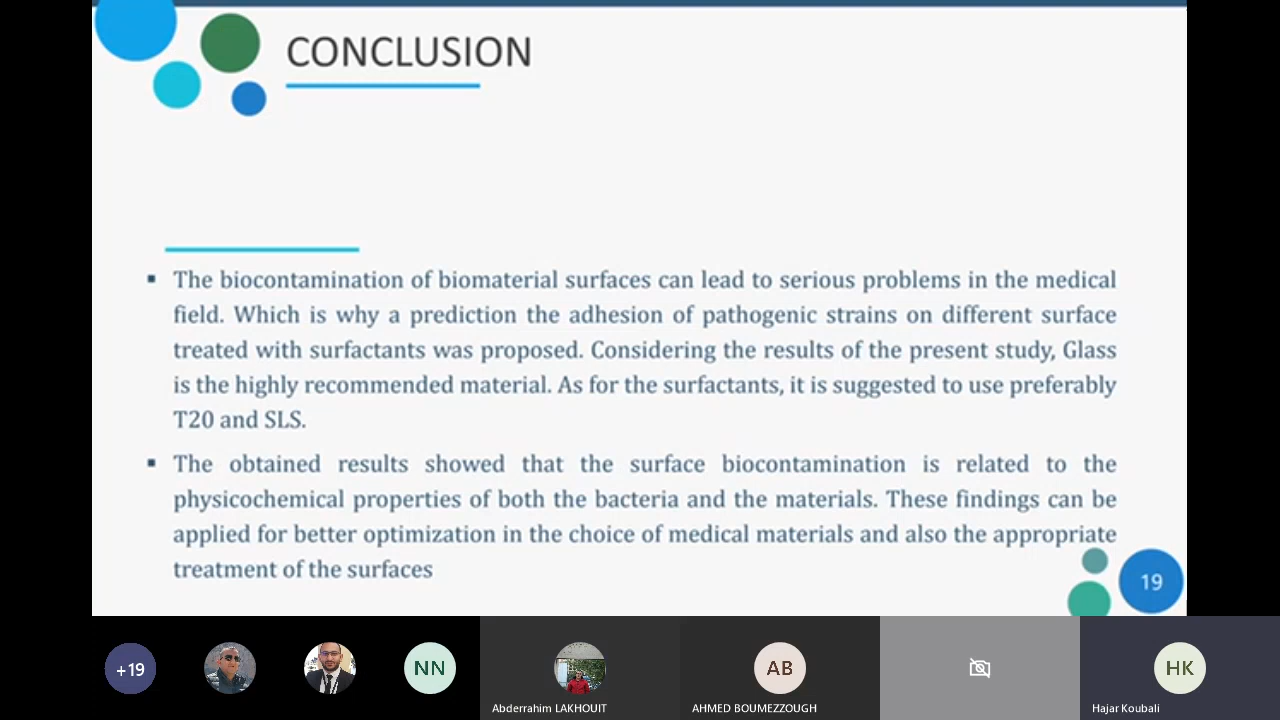 CONCLUSION
▪ The biocontamination of biomaterial surfaces can lead to serious problems in the medical
field. Which is why a prediction the adhesion of pathogenic strains on different surface
treated with surfactants was proposed. Considering the results of the present study, Glass
is the highly recommended material. As for the surfactants, it is suggested to use preferably
T20 and SLS.
▪ The obtained results showed that the surface biocontamination is related to the
physicochemical properties of both the bacteria and the materials. These findings can be
applied for better optimization in the choice of medical materials and also the appropriate
treatment of the surfaces
19
+19
NN
AB
HK
Abderrahim LAKHOUIT
AHMED BOUMEZZOUGH
Hajar Koubali